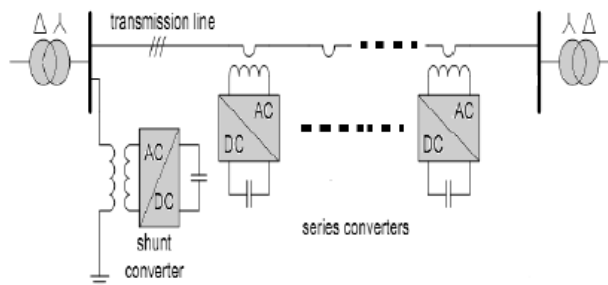 transmission line
AC
DC
AC
DC
AC
DC
shunt
converter
series converters